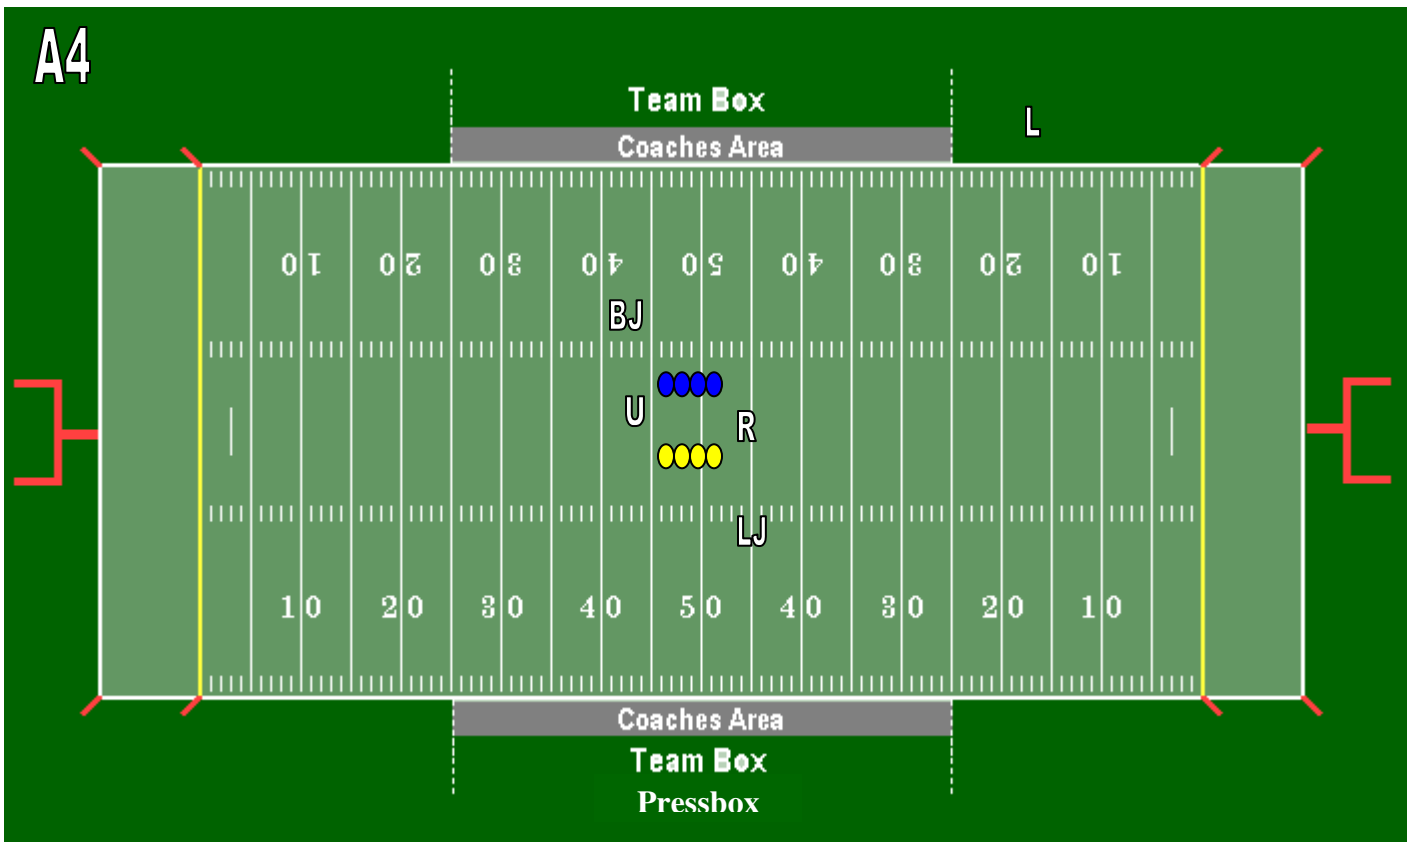 A4
Team Box
L
Coaches Area
01 02 03 04 05 04 03 02 01
BJ
U
R
LJ
10 20 30 40 50 40 30 20 10
Coaches Area
Team Box
Pressbox